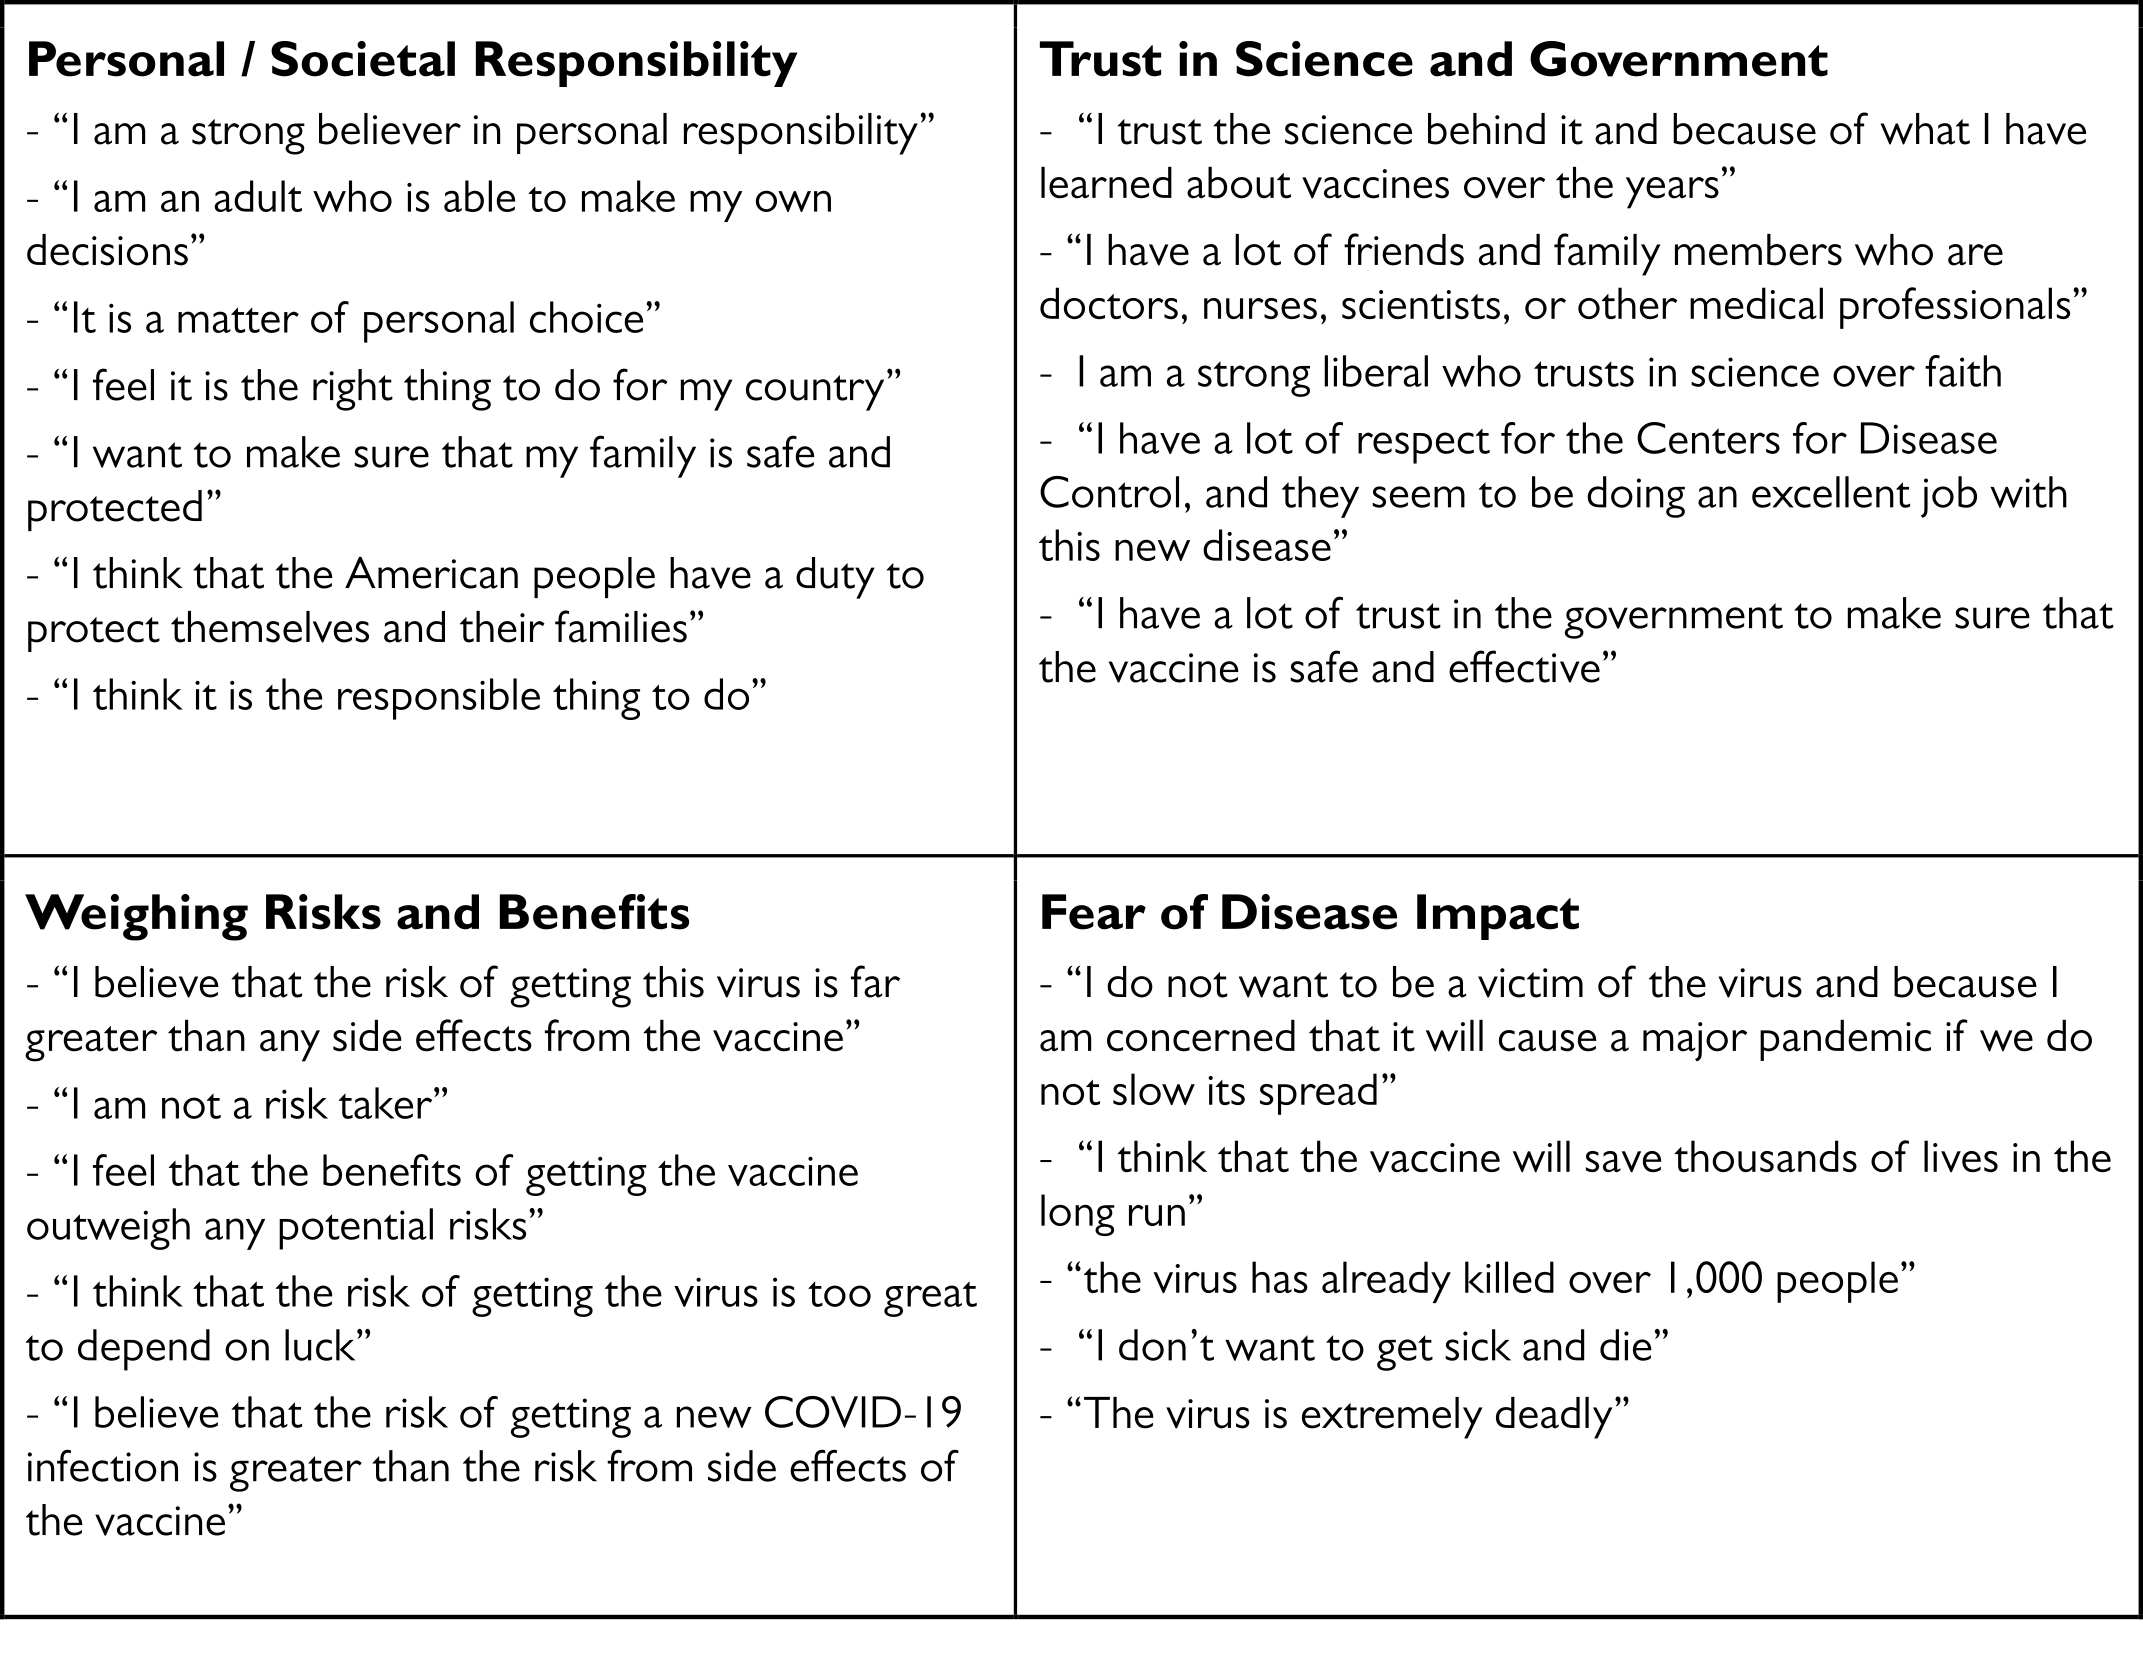 Personal / Societal Responsibility
- “I am a strong believer in personal responsibility”
- “I am an adult who is able to make my own
decisions”
- “It is a matter of personal choice”
- “I feel it is the right thing to do for my country”
- “I want to make sure that my family is safe and
protected”
- “I think that the American people have a duty to
protect themselves and their families”
- “I think it is the responsible thing to do”
Trust in Science and Government
- “I trust the science behind it and because of what I have
learned about vaccines over the years”
- “I have a lot of friends and family members who are
doctors, nurses, scientists, or other medical professionals”
- I am a strong liberal who trusts in science over faith
- “I have a lot of respect for the Centers for Disease
Control, and they seem to be doing an excellent job with
this new disease”
- “I have a lot of trust in the government to make sure that
the vaccine is safe and effective”
Weighing Risks and Benefits
- “I believe that the risk of getting this virus is far
greater than any side effects from the vaccine”
- “I am not a risk taker”
- “I feel that the benefits of getting the vaccine
outweigh any potential risks”
- “I think that the risk of getting the virus is too great
to depend on luck”
- “I believe that the risk of getting a new COVID-19
infection is greater than the risk from side effects of
the vaccine”
Fear of Disease Impact
- “I do not want to be a victim of the virus and because I
am concerned that it will cause a major pandemic if we do
not slow its spread”
- “I think that the vaccine will save thousands of lives in the
long run”
- “the virus has already killed over 1,000 people”
- “I don’t want to get sick and die”
- “The virus is extremely deadly”